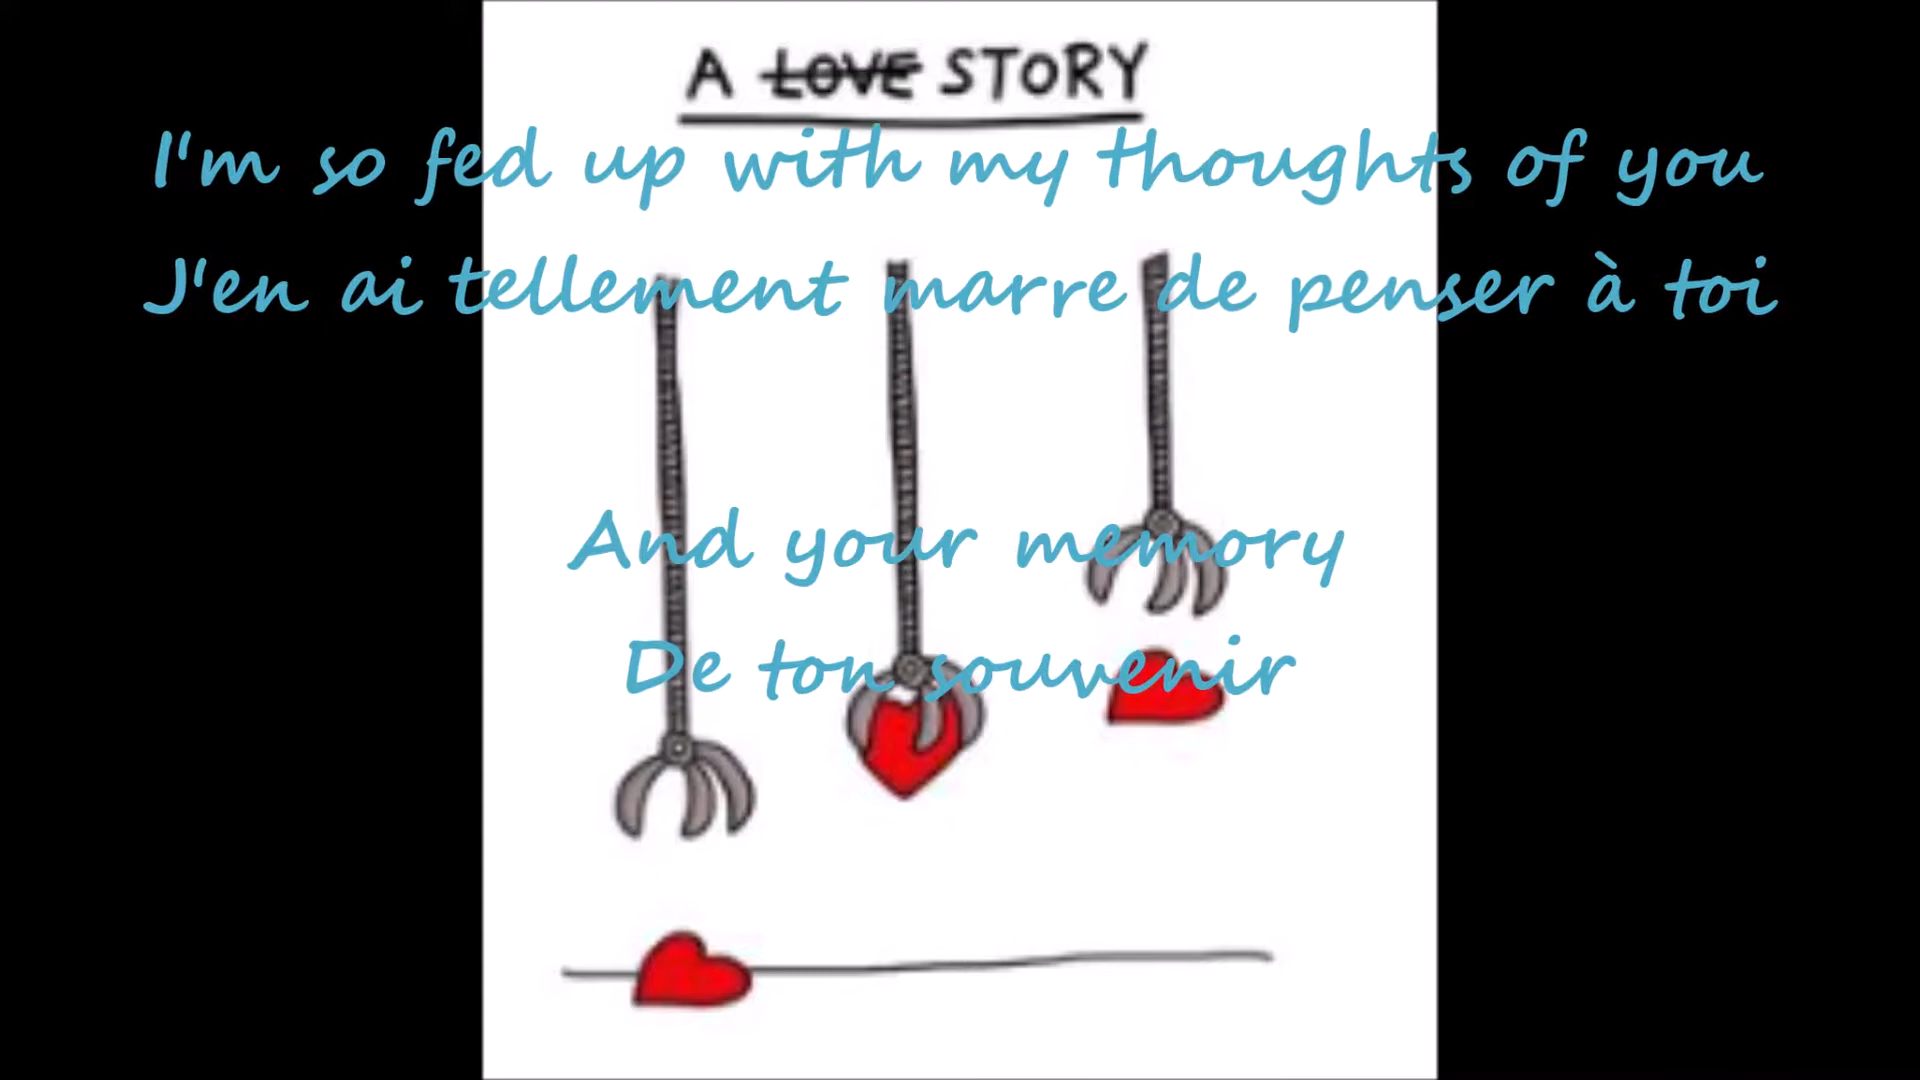 A LOVE STORY
I'm so fed up with my thoughts of you
J'en ai tellement marre de penser à toi
And your memory
De ton souvenir